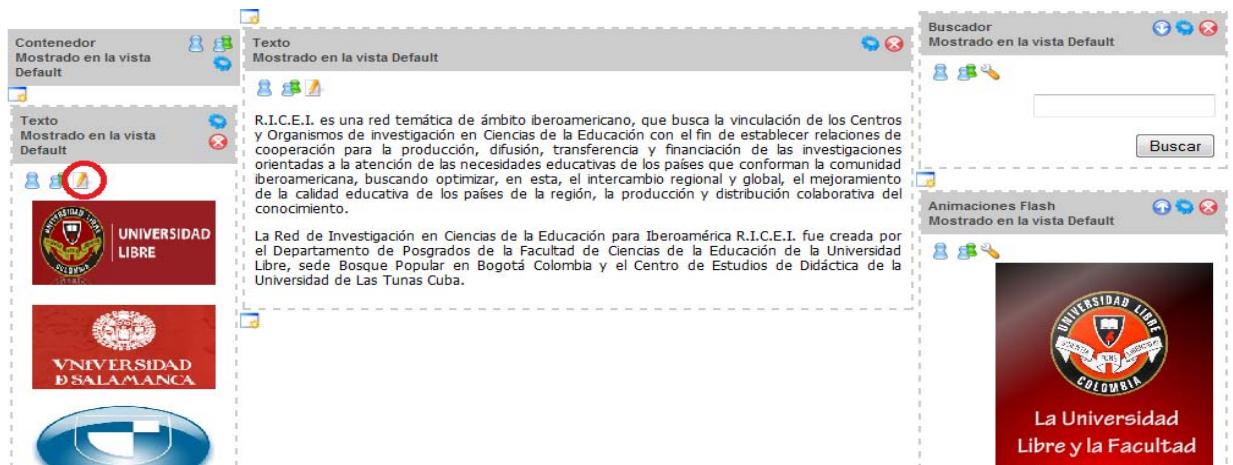 Contenedor
Mostrado en la vista
Default
Texto
Mostrado en la vista
Default
UNIVERSIDAD LIBRE
COLOMBIA
UNIVERSIDAD
LIBRE
VNIVERSIDAD
D SALAMANCA
Texto
Mostrado en la vista Default
R.I.C.E.I. es una red temática de ámbito iberoamericano, que busca la vinculación de los Centros
y Organismos de investigación en Ciencias de la Educación con el fin de establecer relaciones de
cooperación para la producción, difusión, transferencia y financiación de las investigaciones
orientadas a la atención de las necesidades educativas de los países que conforman la comunidad
iberoamericana, buscando optimizar, en esta, el intercambio regional y global, el mejoramiento
de la calidad educativa de los países de la región, la producción y distribución colaborativa del
conocimiento.
La Red de Investigación en Ciencias de la Educación para Iberoamérica R.I.C.E.I. fue creada por
el Departamento de Posgrados de la Facultad de Ciencias de la Educación de la Universidad
Libre, sede Bosque Popular en Bogotá Colombia y el Centro de Estudios de Didáctica de la
Universidad de Las Tunas Cuba.
Buscador
Mostrado en la vista Default
Buscar
Animaciones Flash
Mostrado en la vista Default
UNIVERSIDAD LIBRE
COLOMBIA
La Universidad
Libre y la Facultad